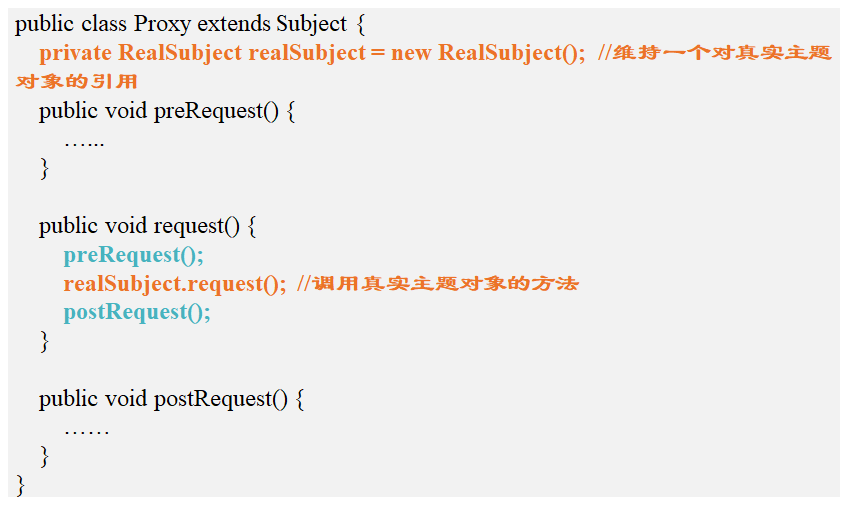 public class Proxy extends Subject {
private RealSubject realSubject = new RealSubject(); //维持一个对真实主题
对象的引用
public void preRequest() {
…...
}
public void request() {
preRequest();
realSubject.request(); //调用真实主题对象的方法
postRequest();
}
public void postRequest() {
……
}
}